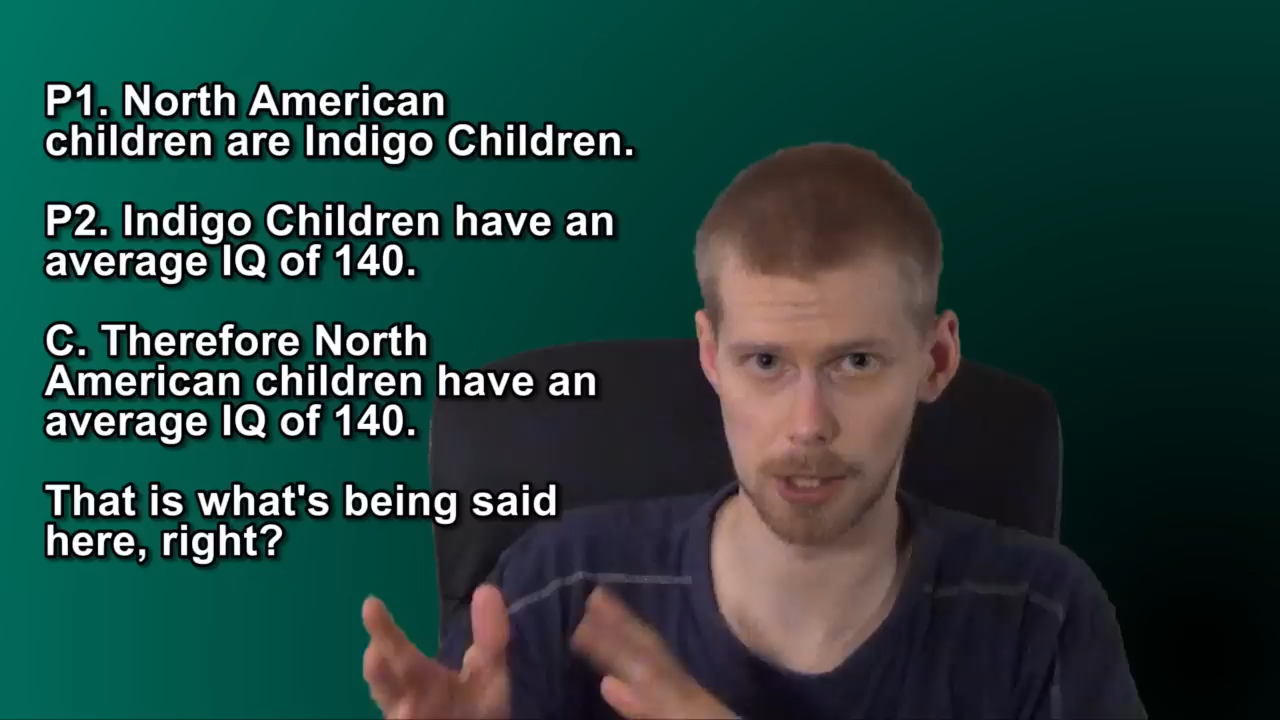 P1. North American
children are Indigo Children.
P2. Indigo Children have an
average IQ of 140.
C. Therefore North
American children have an
average IQ of 140.
That is what's being said
here, right?